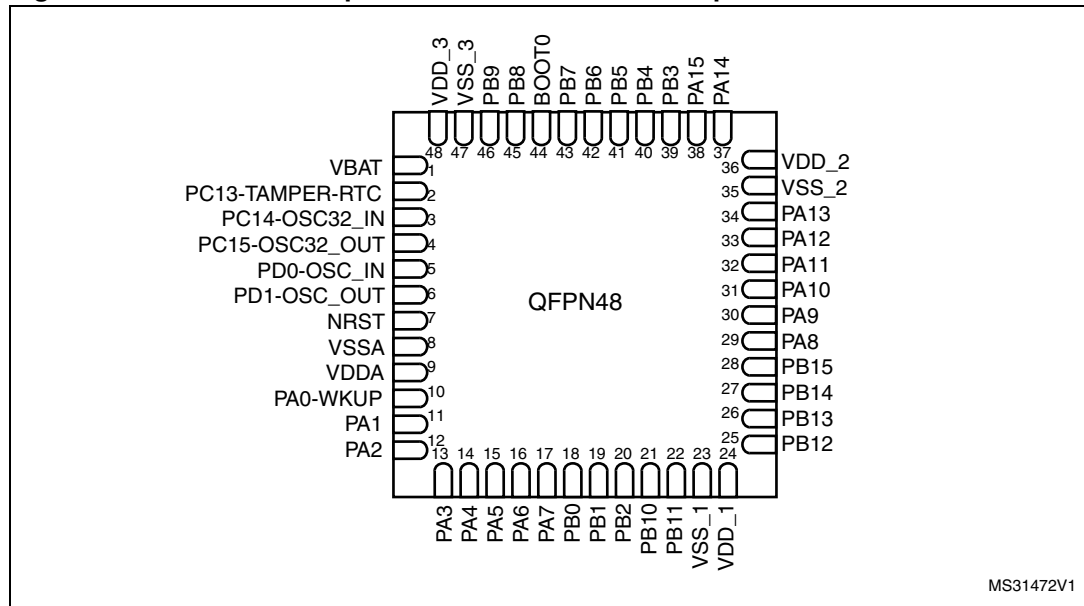 VDD_3
VSS_3
PB9
PB8
BOOT0
PB7
PB6
PB5
PB4
PB3
PA15
PA14
48 47 46 45 44 43 42 41 40 39 38 37
VBAT 1
PC13-TAMPER-RTC 2
PC14-OSC32_IN 3
PC15-OSC32_OUT 4
PD0-OSC_IN 5
PD1-OSC_OUT 6
NRST 7
VSSA 8
VDDA 9
PA0-WKUP 10
PA1 11
PA2 12
QFPN48
36 VDD_2
35 VSS_2
34 PA13
33 PA12
32 PA11
31 PA10
30 PA9
29 PA8
28 PB15
27 PB14
26 PB13
25 PB12
13 14 15 16 17 18 19 20 21 22 23 24
PA3
PA4
PA5
PA6
PA7
PB0
PB1
PB2
PB10
PB11
VSS_1
VDD_1
MS31472V1